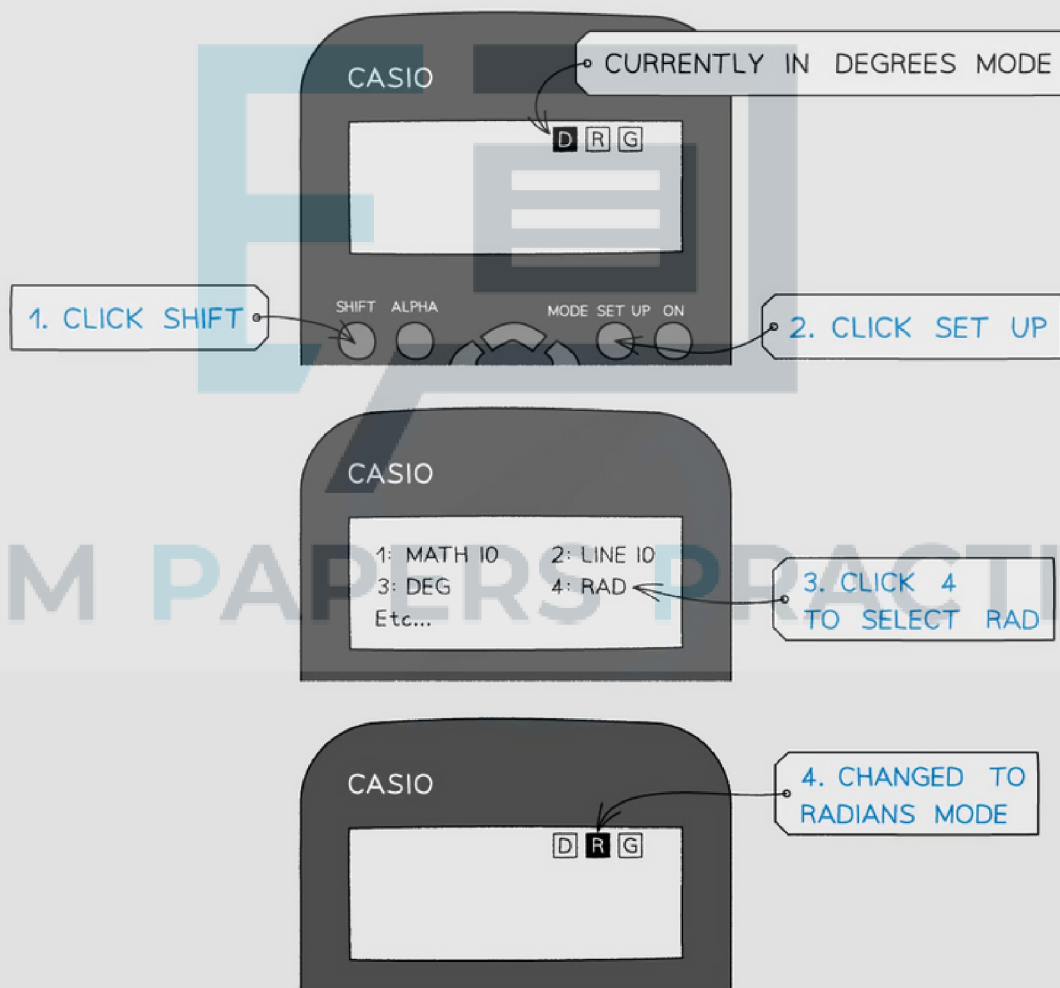 CASIO
CURRENTLY IN DEGREES MODE
D R G
SHIFT ALPHA
MODE SET UP ON
1. CLICK SHIFT
2. CLICK SET UP
CASIO
1: MATH IO 2: LINE IO
3: DEG 4: RAD
Etc...
3. CLICK 4
TO SELECT RAD
M PAPERS PRACTI
CASIO
4. CHANGED TO
RADIANS MODE
D R G